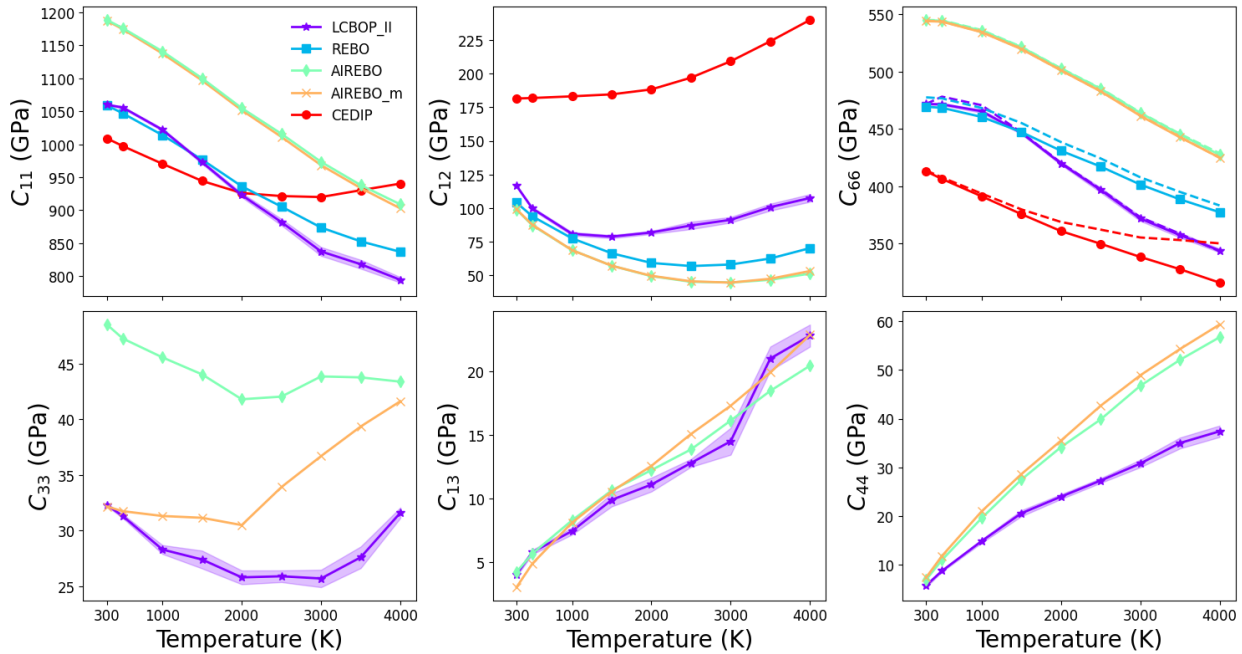 1200
1150
1100
1050
1000
950
900
850
800
C11 (GPa)
LCBOP_II
REBO
AIREBO
AIREBO_m
CEDIP
225
200
175
150
125
100
75
50
C12 (GPa)
550
500
450
400
350
C66 (GPa)
45
40
35
30
25
C33 (GPa)
300 1000 2000 3000 4000
Temperature (K)
20
15
10
5
C13 (GPa)
300 1000 2000 3000 4000
Temperature (K)
60
50
40
30
20
10
C44 (GPa)
300 1000 2000 3000 4000
Temperature (K)